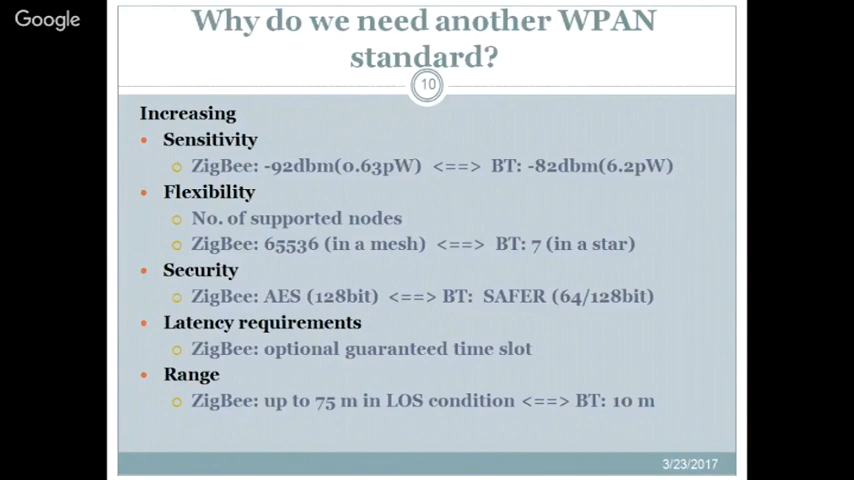 Google
Why do we need another WPAN
standard?
10
Increasing
• Sensitivity
ZigBee: -92dbm(0.63pW) <==> BT: -82dbm(6.2pW)
• Flexibility
No. of supported nodes
ZigBee: 65536 (in a mesh) <==> BT: 7 (in a star)
• Security
ZigBee: AES (128bit) <==> BT: SAFER (64/128bit)
• Latency requirements
ZigBee: optional guaranteed time slot
• Range
ZigBee: up to 75 m in LOS condition <==> BT: 10 m
3/23/2017